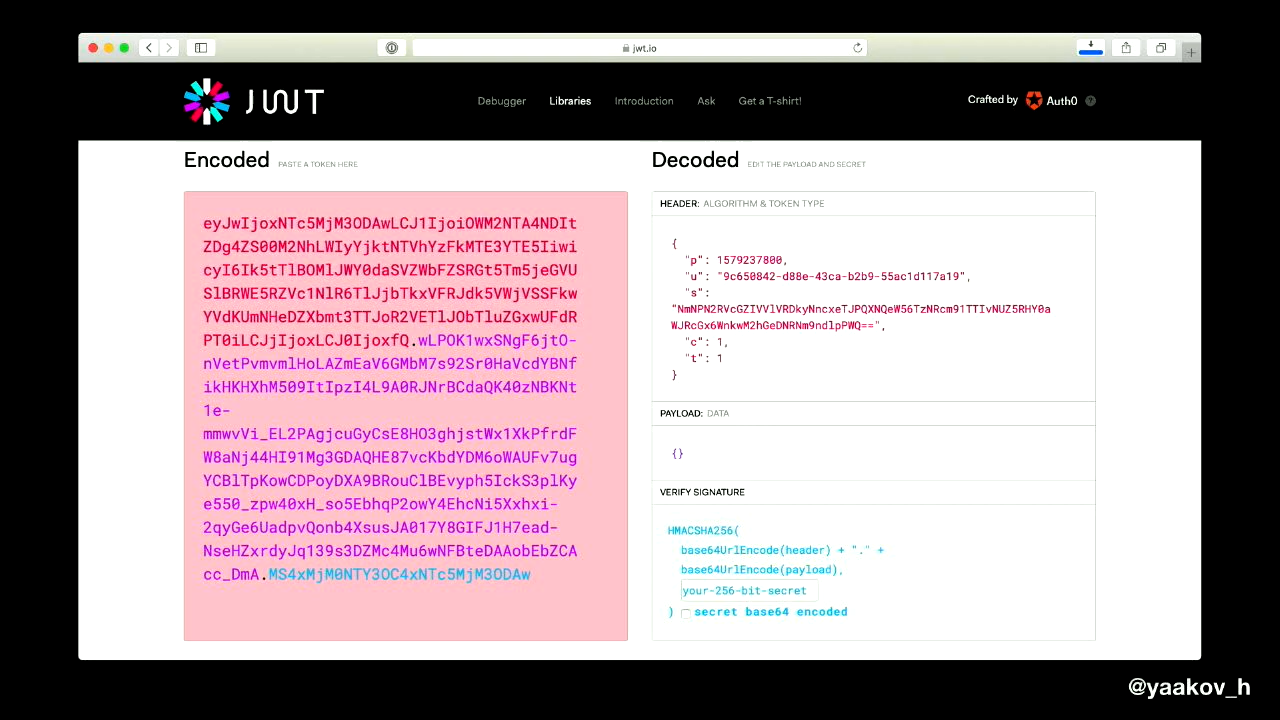 jwt.io
JWT
Debugger Libraries Introduction Ask Get a T-shirt!
Crafted by Auth0 ?
Encoded PASTE A TOKEN HERE
eyJwIjoxNTc5MjM3ODAwLCJ1IjoiOWM2NTA4NDIt
ZDg4ZS00M2NhLWIyYjktNTVhYzFkMTE3YTE5Iiwi
cyI6Ik5tTlBOMlJWY0daSVZWbFZSRGt5Tm5jeGVU
SlBRWE5RZVc1NlR6TlJjbTkxVFRJdk5VWjVSSFkw
YVdKUmNHeDZXbmt3TTJoR2VETlJObTluZGxwUFdR
PT0iLCJjIjoxLCJ0IjoxfQ.wLPOK1wxSNgF6jtO-
nVetPvmvmlHoLAZmEaV6GMbM7s92Sr0HaVcdYBNf
ikHKHXhM509ItIpzI4L9A0RJNrBCdaQK40zNBKNt
1e-
mmwvVi_EL2PAgjcuGyCsE8HO3ghjstWx1XkPfrdF
W8aNj44HI91Mg3GDAQHE87vcKbdYDM6oWAUFv7ug
YCBlTpKowCDPoyDXA9BRouClBEvyph5IckS3plKy
e550_zpw40xH_so5EbhqP2owY4EhcNi5Xxhxi-
2qyGe6UadpvQonb4XsusJA017Y8GIFJ1H7ead-
NseHZxrdyJq139s3DZMc4Mu6wNFBteDAAobEbZCA
cc_DmA.MS4xMjM0NTY3OC4xNTc5MjM3ODAw
Decoded EDIT THE PAYLOAD AND SECRET
HEADER: ALGORITHM & TOKEN TYPE
{
"p": 1579237800,
"u": "9c650842-d88e-43ca-b2b9-55ac1d117a19",
"s":
"NmNPN2RVcGZIVVlVRDkyNncxeTJPQXNQeW56TzNRcm91TTIvNUZ5RHY0a
WJRcGx6WnkwM2hGeDNRNm9ndlpPWQ==",
"c": 1,
"t": 1
}
PAYLOAD: DATA
{}
VERIFY SIGNATURE
HMACSHA256(
base64UrlEncode(header) + "." +
base64UrlEncode(payload),
your-256-bit-secret
) secret base64 encoded
@yaakov_h